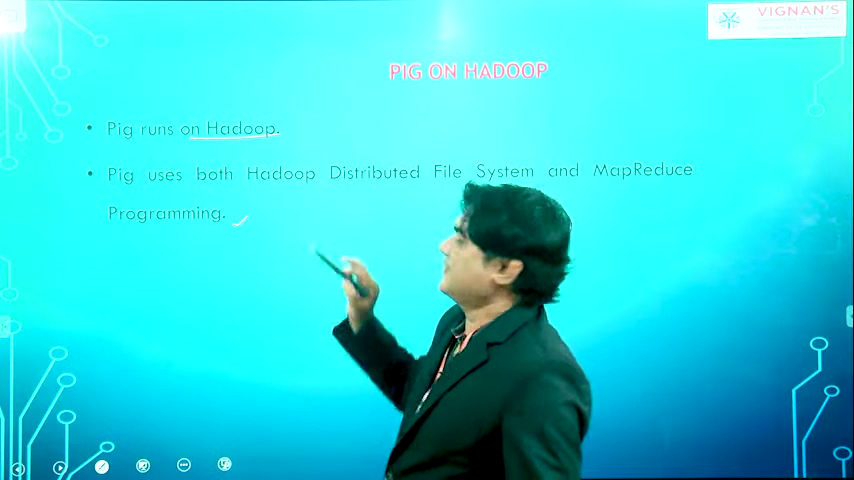 VIGNAN'S
PIG ON HADOOP
• Pig runs on Hadoop.
• Pig uses both Hadoop Distributed File System and MapReduce
Programming.